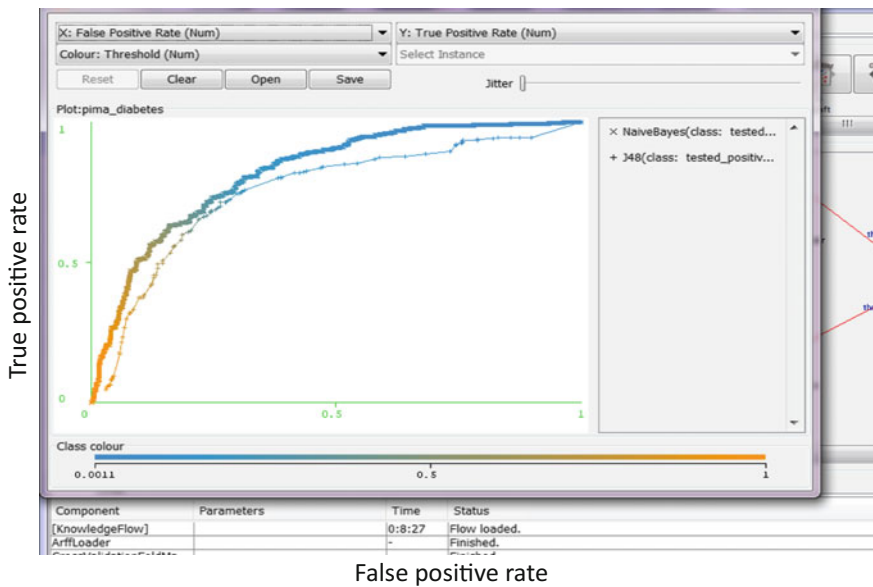 X: False Positive Rate (Num)
Y: True Positive Rate (Num)
Colour: Threshold (Num)
Select Instance
Reset
Clear
Open
Save
Jitter
Plot:pima_diabetes
1
0.5
0
0
0.5
1
× NaiveBayes(class: tested...
+ J48(class: tested_positiv...
Class colour
0.0011
0.5
1
Component Parameters Time Status
[KnowledgeFlow] 0:8:27 Flow loaded.
ArffLoader - Finished.
True positive rate
False positive rate